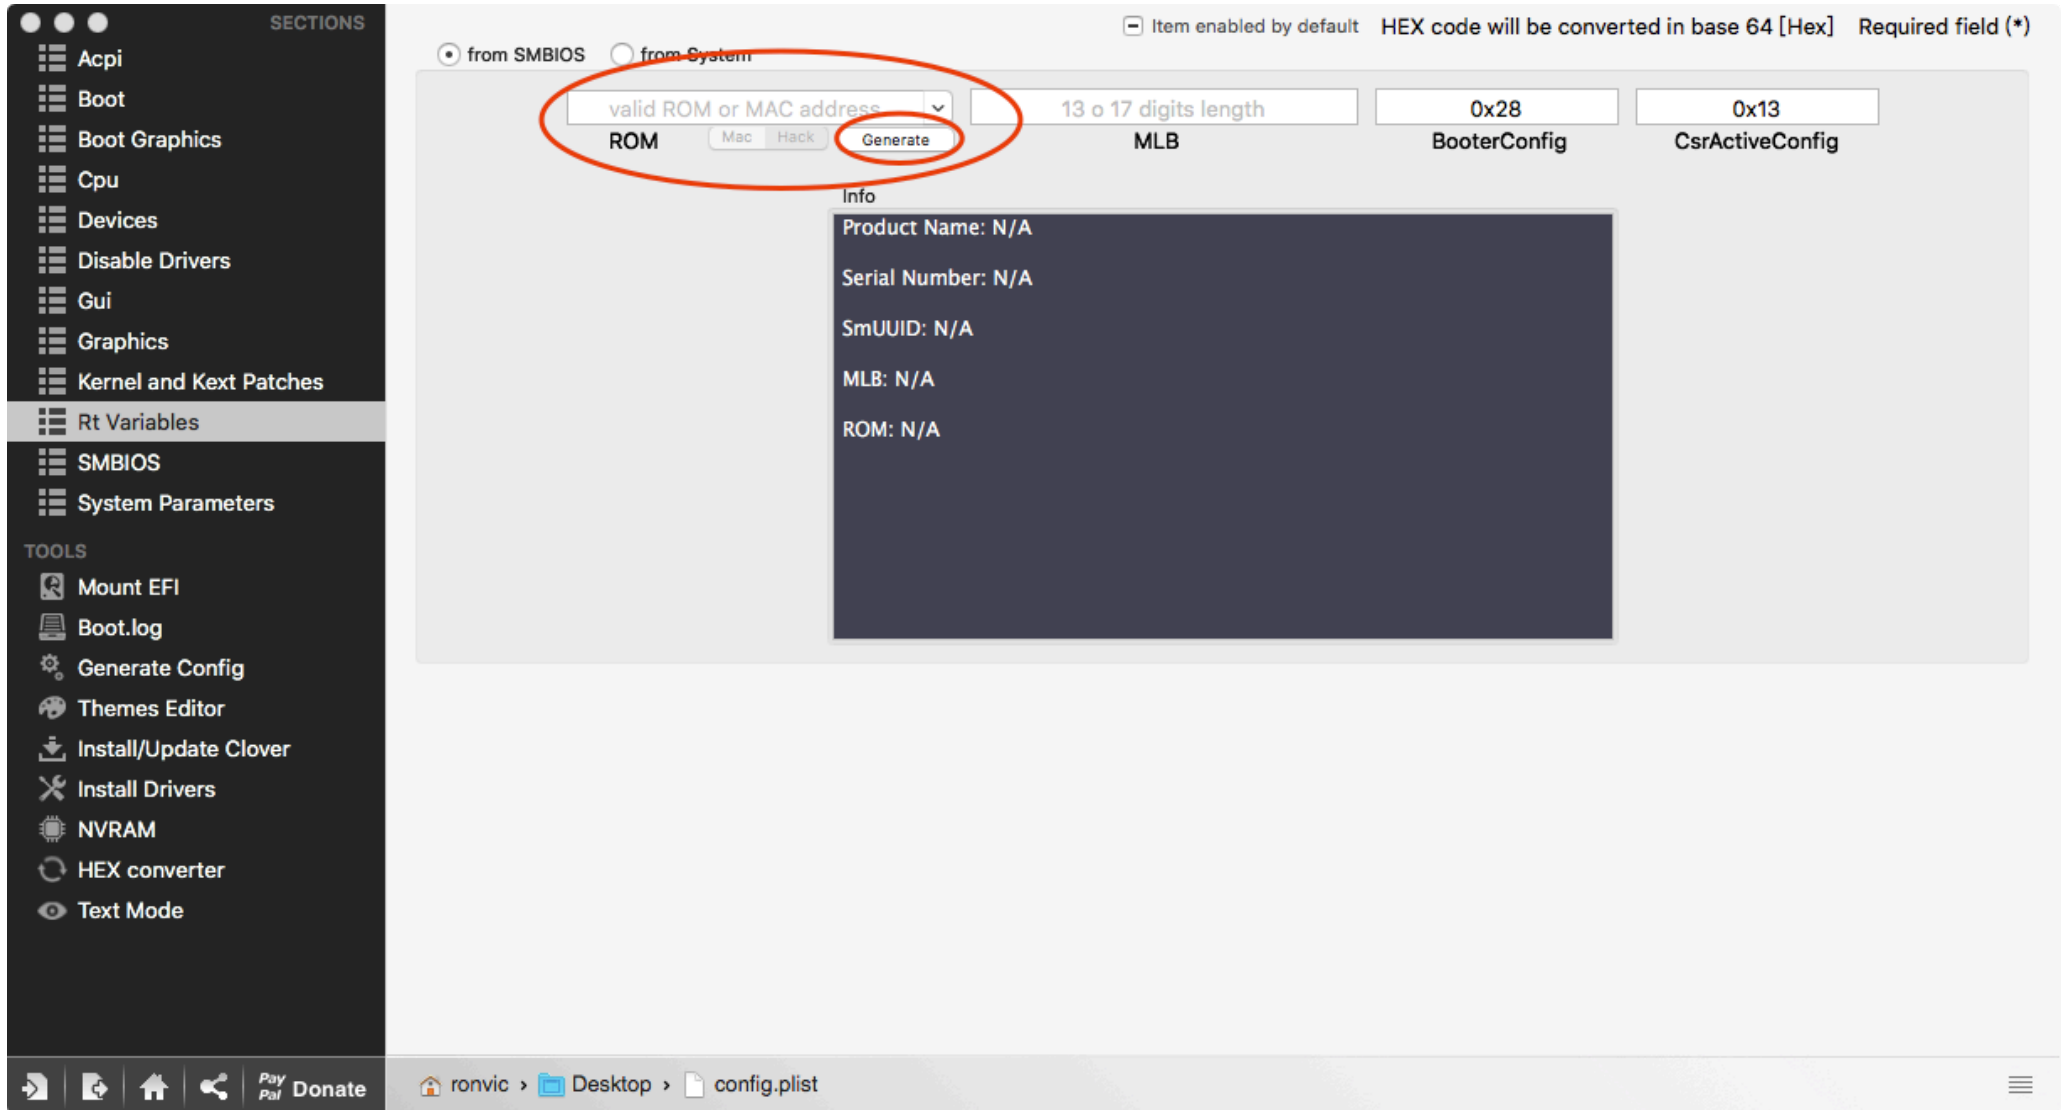 SECTIONS
Acpi
Boot
Boot Graphics
Cpu
Devices
Disable Drivers
Gui
Graphics
Kernel and Kext Patches
Rt Variables
SMBIOS
System Parameters
TOOLS
Mount EFI
Boot.log
Generate Config
Themes Editor
Install/Update Clover
Install Drivers
NVRAM
HEX converter
Text Mode
Pay Pal Donate
Item enabled by default HEX code will be converted in base 64 [Hex] Required field (*)
from SMBIOS from System
valid ROM or MAC address 13 o 17 digits length 0x28 0x13
ROM Mac Hack Generate MLB BooterConfig CsrActiveConfig
Info
Product Name: N/A
Serial Number: N/A
SmUUID: N/A
MLB: N/A
ROM: N/A
ronvic › Desktop › config.plist